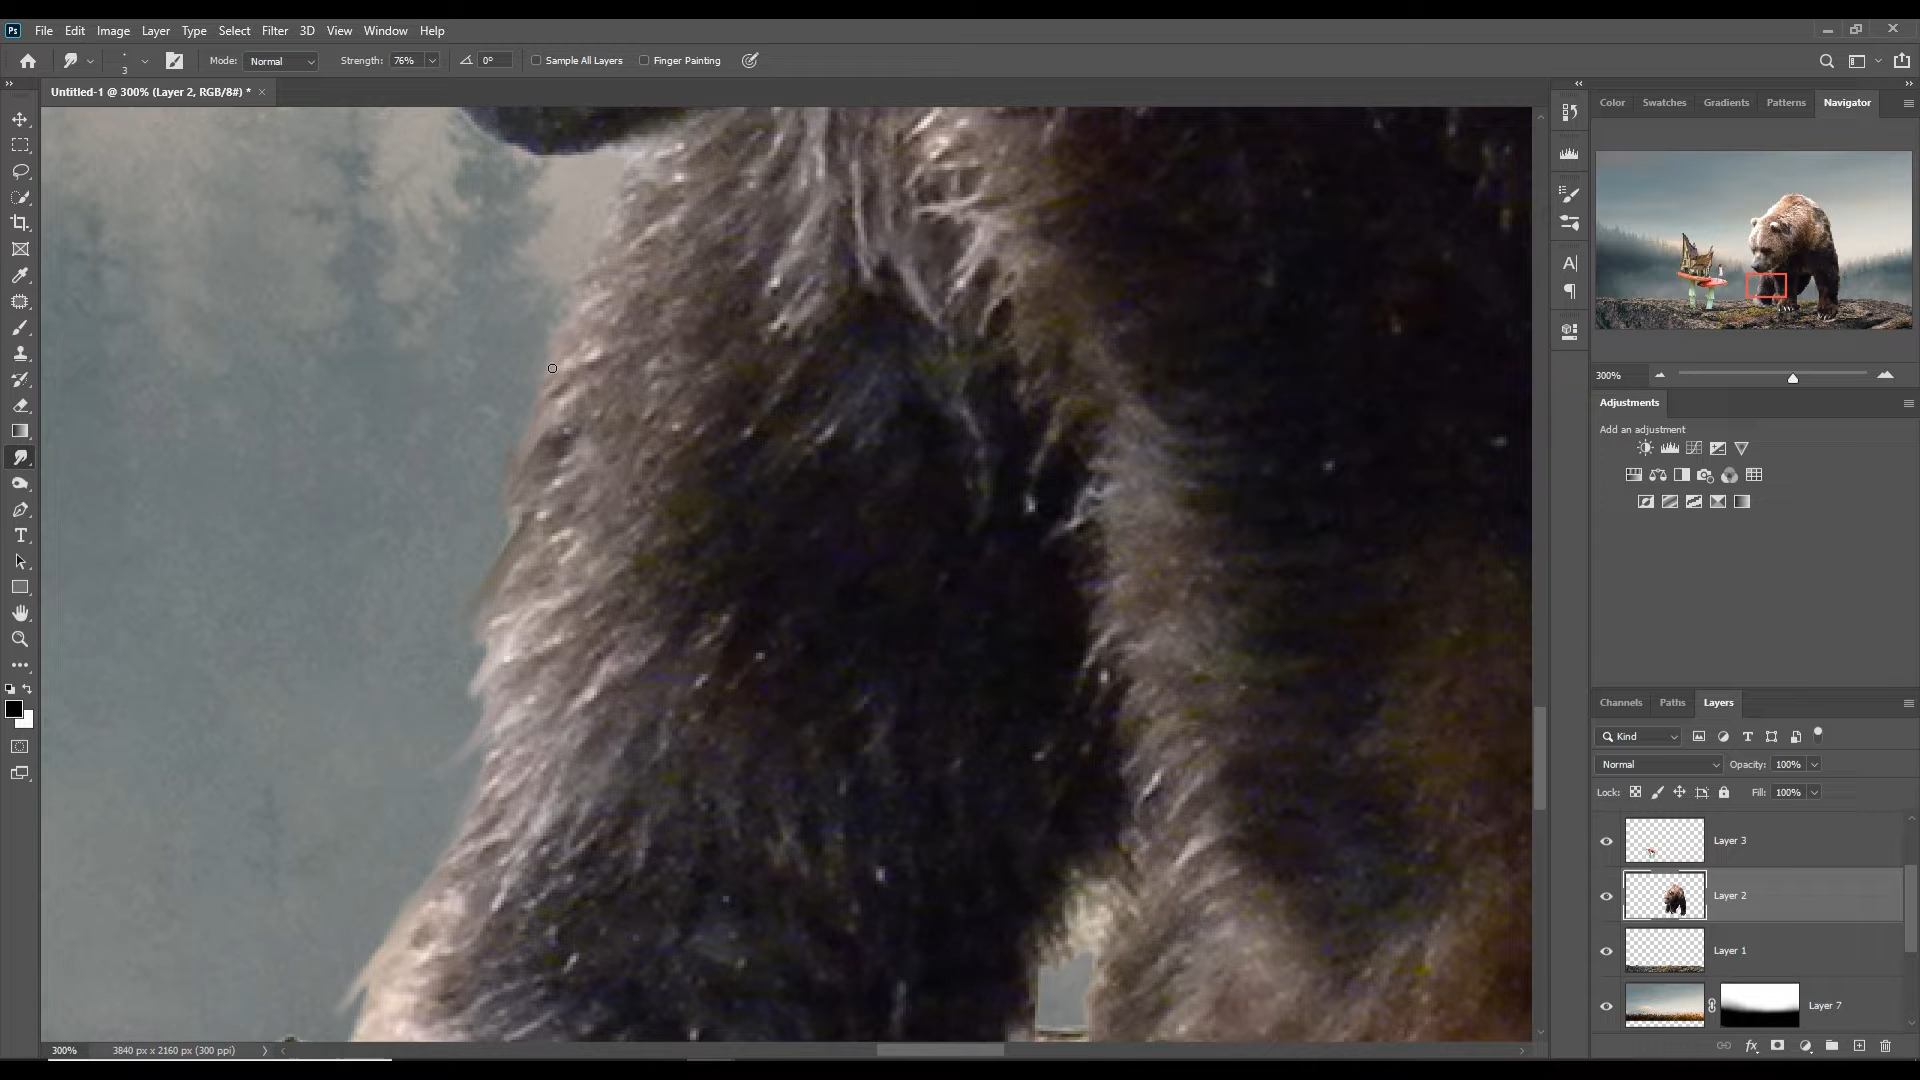 Ps File Edit Image Layer Type Select Filter 3D View Window Help
3 Mode: Normal Strength: 76% 0° Sample All Layers Finger Painting
Untitled-1 @ 300% (Layer 2, RGB/8#) * ×
Color Swatches Gradients Patterns Navigator
300%
Adjustments
Add an adjustment
Channels Paths Layers
Kind
Normal Opacity: 100%
Lock: Fill: 100%
Layer 3
Layer 2
Layer 1
Layer 7
fx
300% 3840 px x 2160 px (300 ppi)